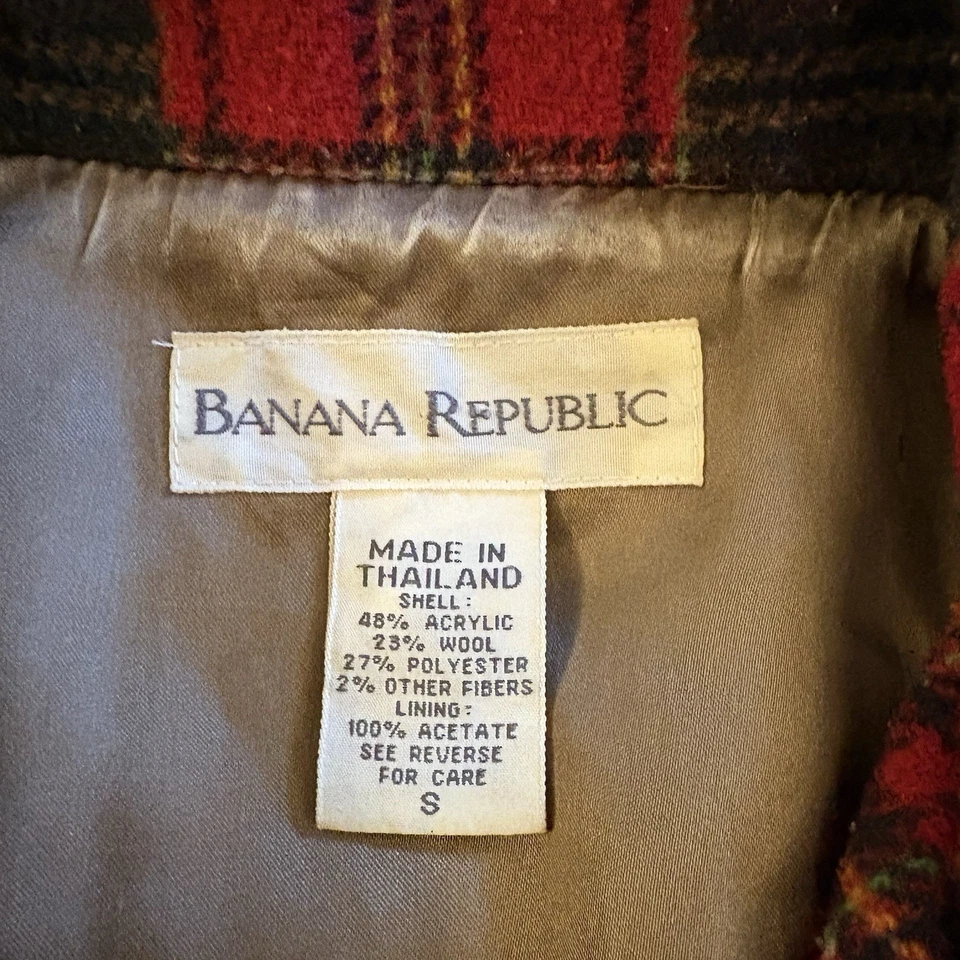 BANANA REPUBLIC
MADE IN
THAILAND
SHELL:
48% ACRYLIC
23% WOOL
27% POLYESTER
2% OTHER FIBERS
LINING:
100% ACETATE
SEE REVERSE
FOR CARE
S